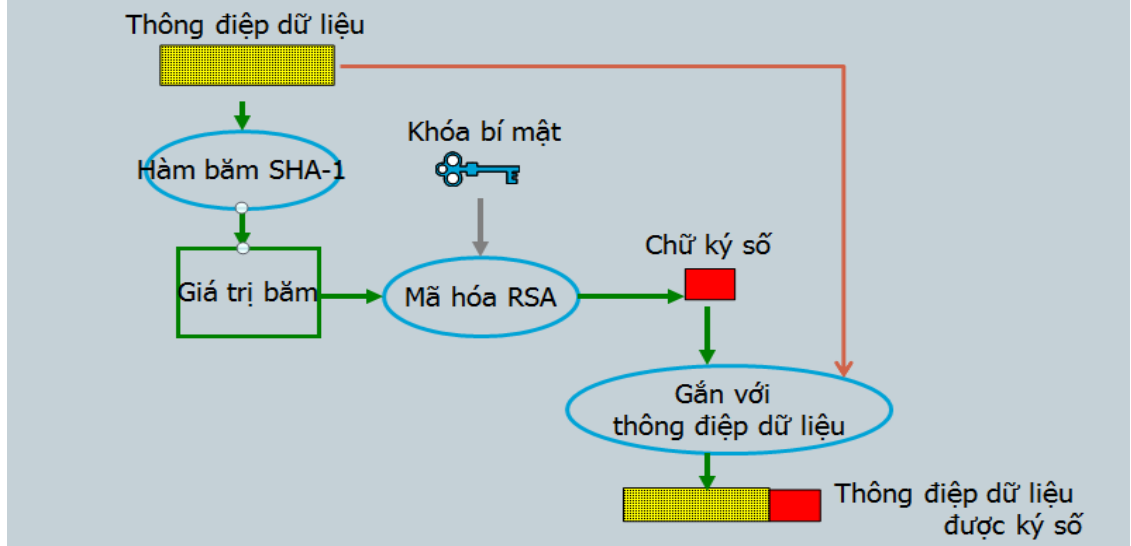 Thông điệp dữ liệu
Khóa bí mật
Hàm băm SHA-1
Chữ ký số
Giá trị băm
Mã hóa RSA
Gắn với
thông điệp dữ liệu
Thông điệp dữ liệu
được ký số